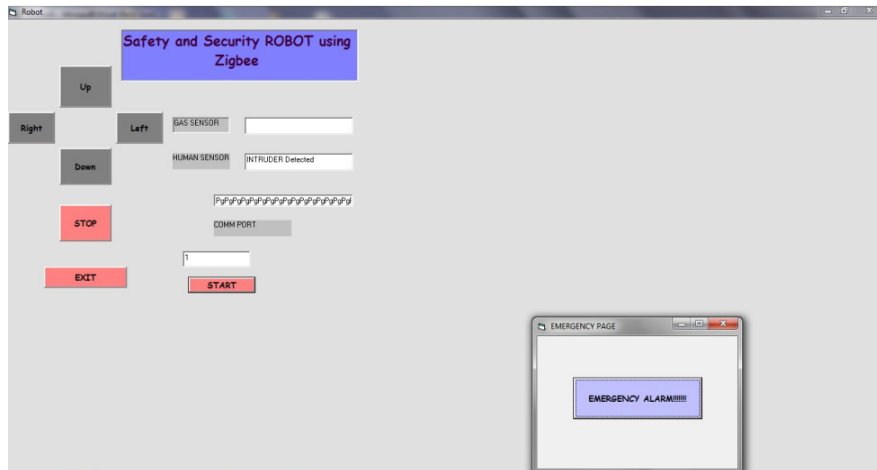 Robot
Safety and Security ROBOT using
Zigbee
Up
Right
Left
GAS SENSOR
Down
HUMAN SENSOR
INTRUDER Detected
PgPgPgPgPgPgPgPgPgPgPgPgPgPgPgPgl
STOP
COMM PORT
1
EXIT
START
EMERGENCY PAGE
EMERGENCY ALARM!!!!!!